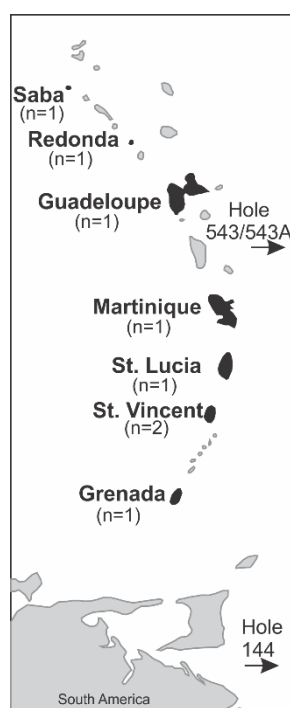 Saba
(n=1)
Redonda
(n=1)
Guadeloupe
(n=1)
Hole
543/543A
Martinique
(n=1)
St. Lucia
(n=1)
St. Vincent
(n=2)
Grenada
(n=1)
Hole
144
South America